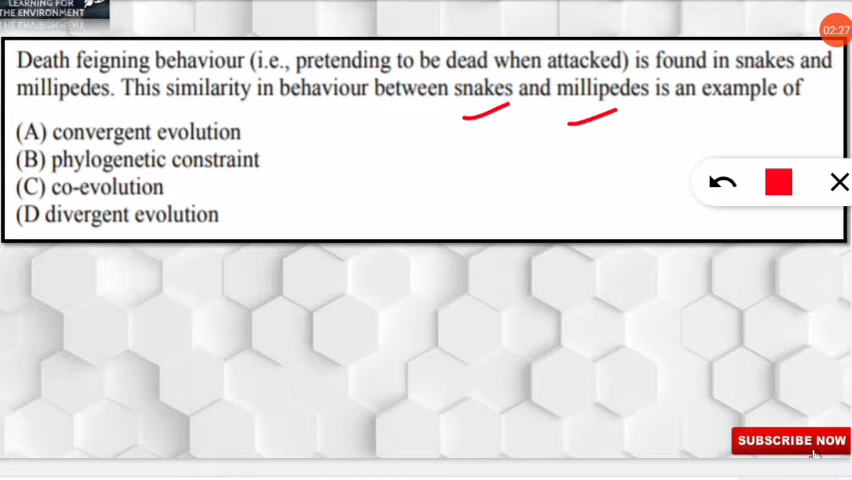 LEARNING FOR
THE ENVIRONMENT
02:27
Death feigning behaviour (i.e., pretending to be dead when attacked) is found in snakes and
millipedes. This similarity in behaviour between snakes and millipedes is an example of
(A) convergent evolution
(B) phylogenetic constraint
(C) co-evolution
(D divergent evolution
SUBSCRIBE NOW